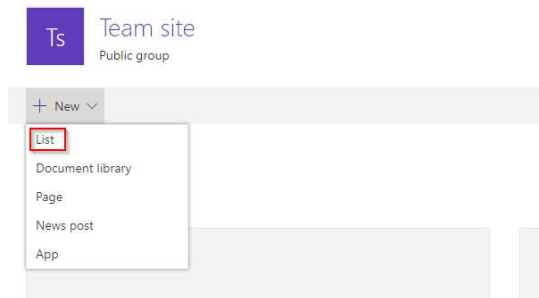 Ts
Team site
Public group
+ New
List
Document library
Page
News post
App